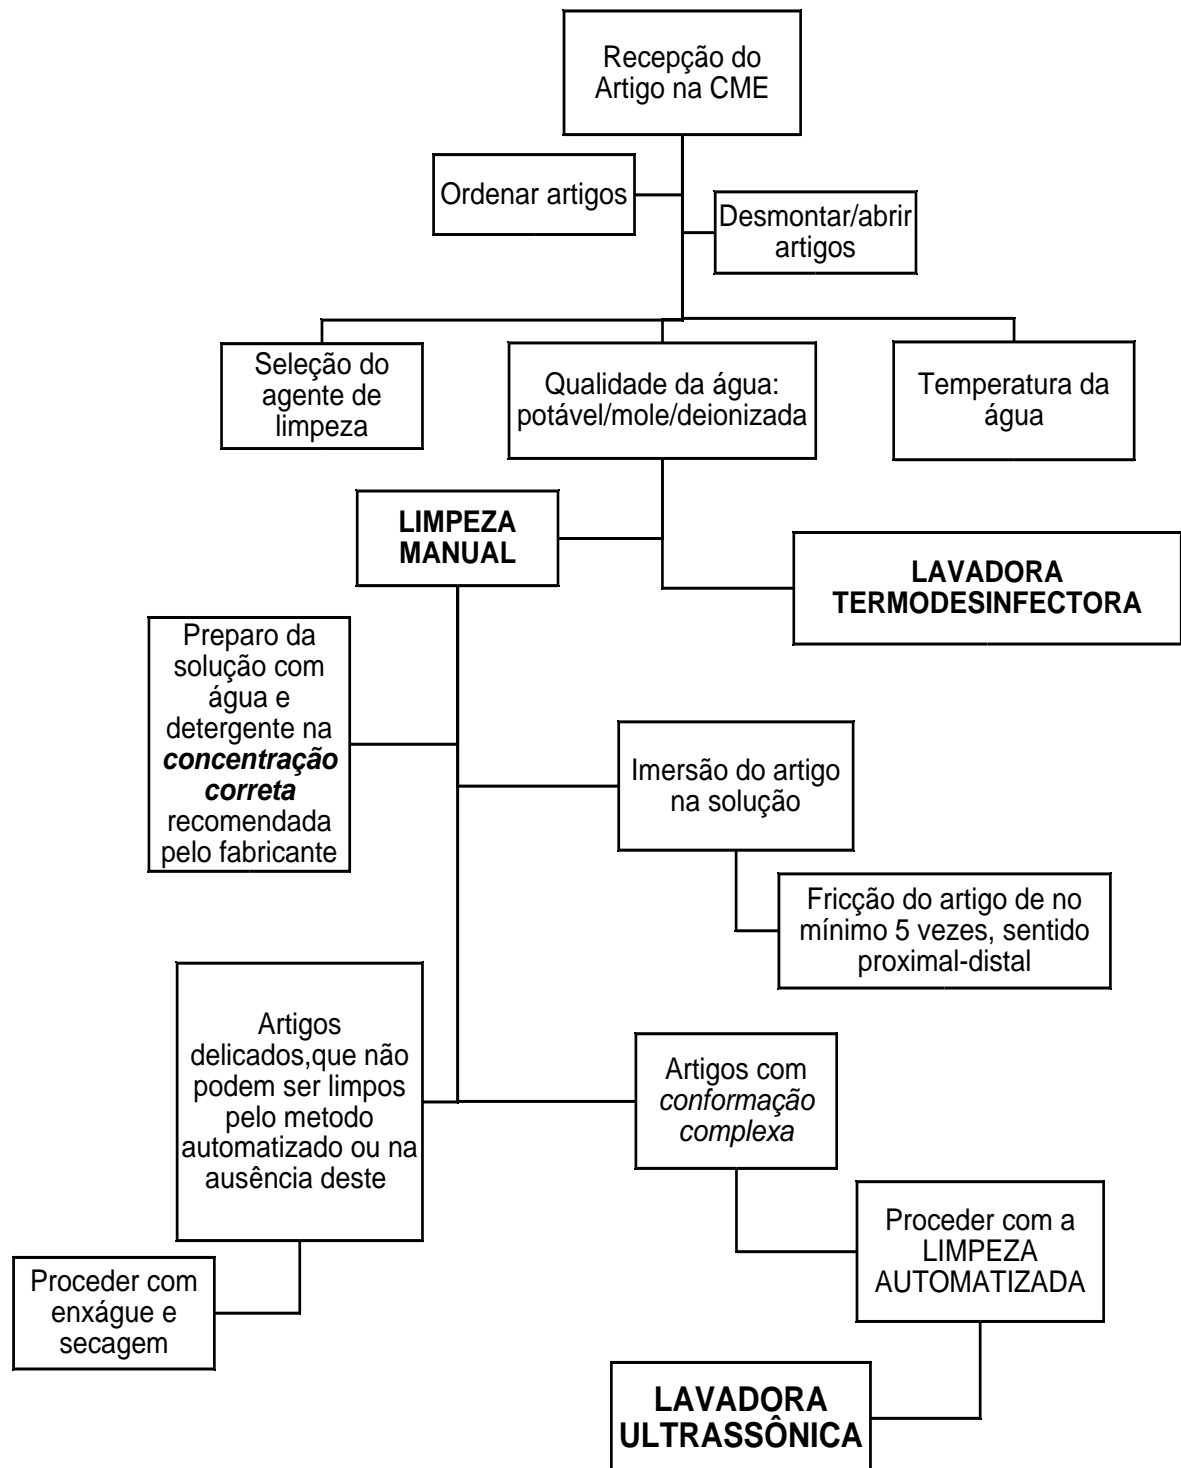 Recepção do
Artigo na CME
Ordenar artigos
Desmontar/abrir
artigos
Seleção do
agente de
limpeza
Qualidade da água:
potável/mole/deionizada
Temperatura da
água
LIMPEZA
MANUAL
LAVADORA
TERMODESINFECTORA
Preparo da
solução com
água e
detergente na
concentração
correta
recomendada
pelo fabricante
Imersão do artigo
na solução
Fricção do artigo de no
mínimo 5 vezes, sentido
proximal-distal
Artigos
delicados,que não
podem ser limpos
pelo metodo
automatizado ou na
ausência deste
Artigos com
conformação
complexa
Proceder com a
LIMPEZA
AUTOMATIZADA
Proceder com
enxágue e
secagem
LAVADORA
ULTRASSÔNICA